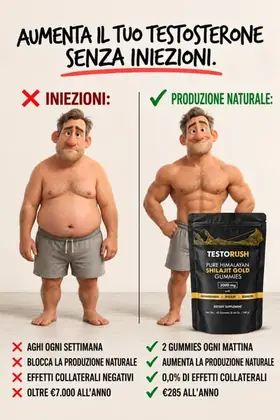 AUMENTA IL TUO TESTOSTERONE
SENZA INIEZIONI.
INIEZIONI:
PRODUZIONE NATURALE:
TESTORUSH
PURE HIMALAYAN
SHILAJIT GOLD
GUMMIES
DIETARY SUPPLEMENT
AGHI OGNI SETTIMANA
BLOCCA LA PRODUZIONE NATURALE
EFFETTI COLLATERALI NEGATIVI
OLTRE €7.000 ALL'ANNO
2 GUMMIES OGNI MATTINA
AUMENTA LA PRODUZIONE NATURALE
0,0% DI EFFETTI COLLATERALI
€285 ALL'ANNO